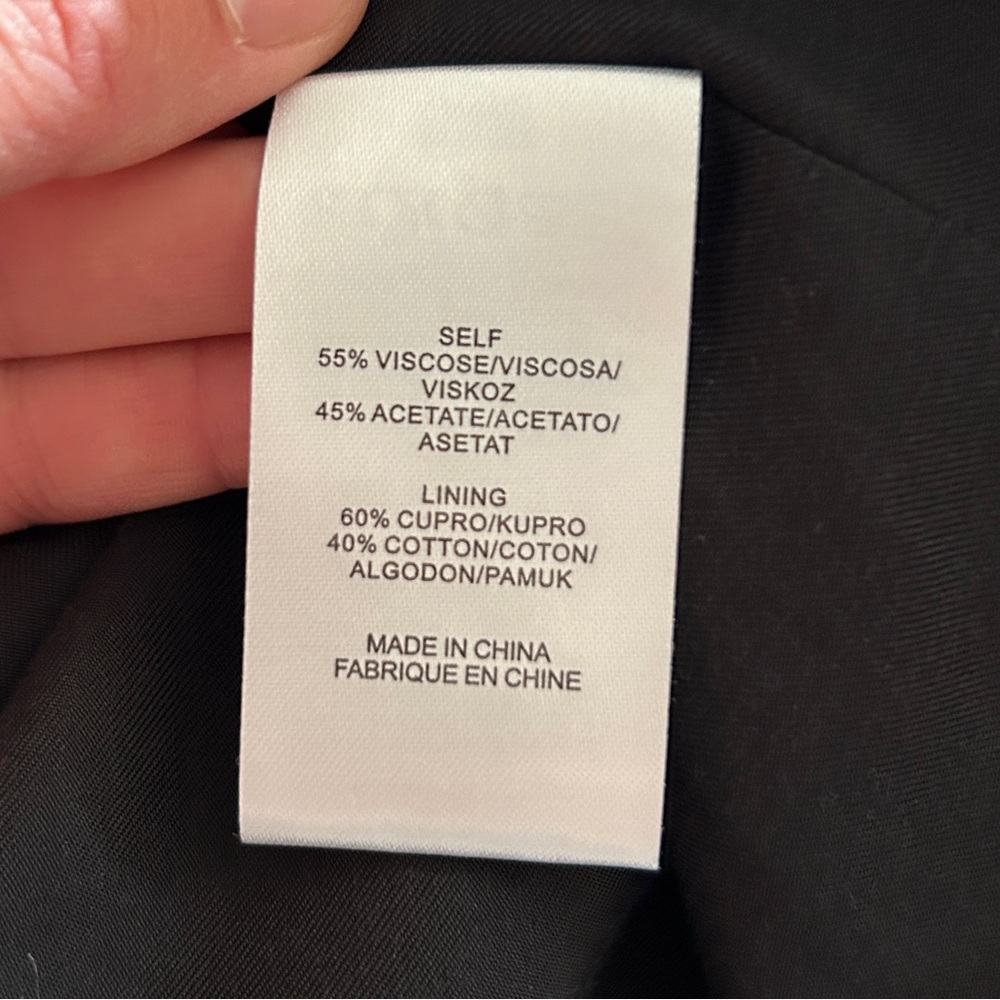 SELF
55% VISCOSE/VISCOSA/
VISKOZ
45% ACETATE/ACETATO/
ASETAT
LINING
60% CUPRO/KUPRO
40% COTTON/COTON/
ALGODON/PAMUK
MADE IN CHINA
FABRIQUE EN CHINE